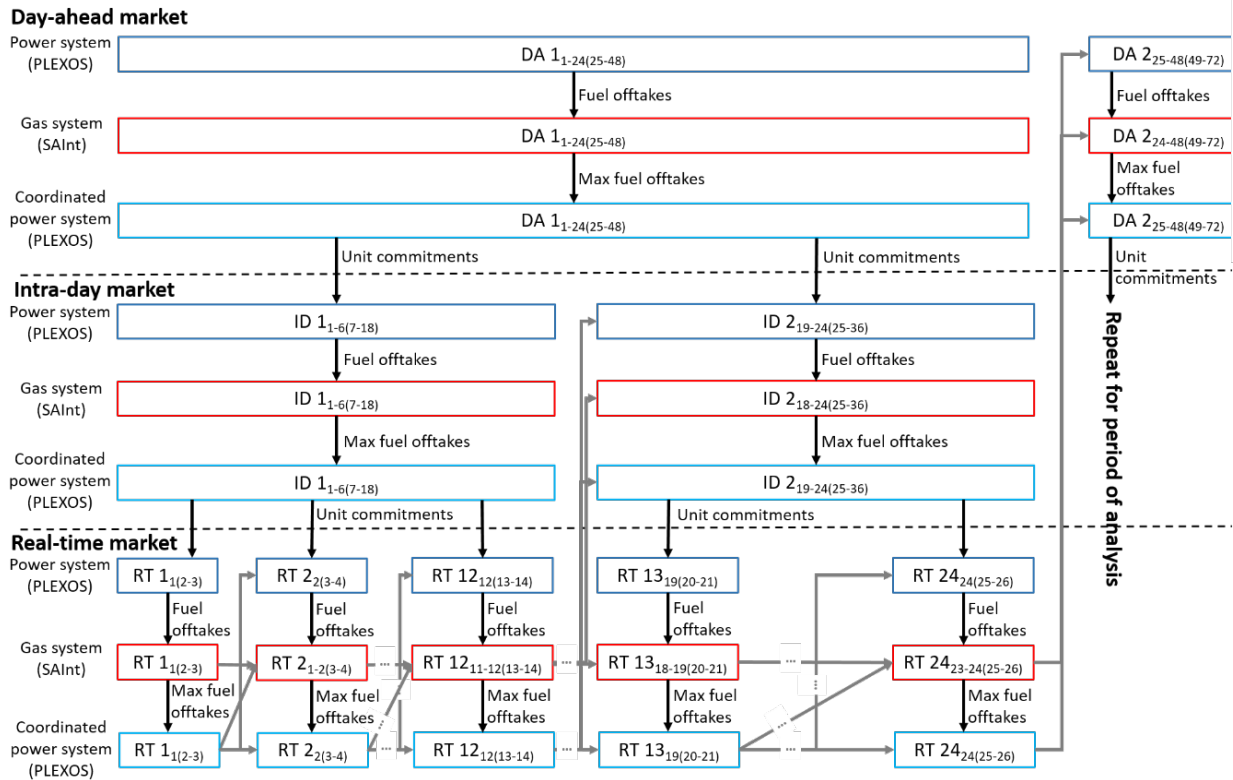 Day-ahead market
Power system
(PLEXOS)
DA 1₁₋₂₄₍₂₅₋₄₈₎
DA 2₂₅₋₄₈₍₄₉₋₇₂₎
Fuel offtakes
Fuel offtakes
Gas system
(SAInt)
DA 1₁₋₂₄₍₂₅₋₄₈₎
DA 2₂₄₋₄₈₍₄₉₋₇₂₎
Max fuel offtakes
Max fuel
offtakes
Coordinated
power system
(PLEXOS)
DA 1₁₋₂₄₍₂₅₋₄₈₎
DA 2₂₅₋₄₈₍₄₉₋₇₂₎
Unit commitments
Unit commitments
Unit
commitments
Intra-day market
Power system
(PLEXOS)
ID 1₁₋₆₍₇₋₁₈₎
ID 2₁₉₋₂₄₍₂₅₋₃₆₎
Fuel offtakes
Fuel offtakes
Gas system
(SAInt)
ID 1₁₋₆₍₇₋₁₈₎
ID 2₁₈₋₂₄₍₂₅₋₃₆₎
Max fuel offtakes
Max fuel offtakes
Coordinated
power system
(PLEXOS)
ID 1₁₋₆₍₇₋₁₈₎
ID 2₁₉₋₂₄₍₂₅₋₃₆₎
Unit commitments
Unit commitments
Repeat for period of analysis
Real-time market
Power system
(PLEXOS)
RT 1₁₍₂₋₃₎
RT 2₂₍₃₋₄₎
RT 12₁₂₍₁₃₋₁₄₎
RT 13₁₉₍₂₀₋₂₁₎
RT 24₂₄₍₂₅₋₂₆₎
Fuel
offtakes
Fuel
offtakes
Fuel
offtakes
Fuel
offtakes
Fuel
offtakes
Gas system
(SAInt)
RT 1₁₍₂₋₃₎
RT 2₁₋₂₍₃₋₄₎
...
RT 12₁₁₋₁₂₍₁₃₋₁₄₎
...
RT 13₁₈₋₁₉₍₂₀₋₂₁₎
...
RT 24₂₃₋₂₄₍₂₅₋₂₆₎
Max fuel
offtakes
Max fuel
offtakes
Max fuel
offtakes
Max fuel
offtakes
Max fuel
offtakes
Coordinated
power system
(PLEXOS)
RT 1₁₍₂₋₃₎
RT 2₂₍₃₋₄₎
...
RT 12₁₂₍₁₃₋₁₄₎
...
RT 13₁₉₍₂₀₋₂₁₎
...
RT 24₂₄₍₂₅₋₂₆₎